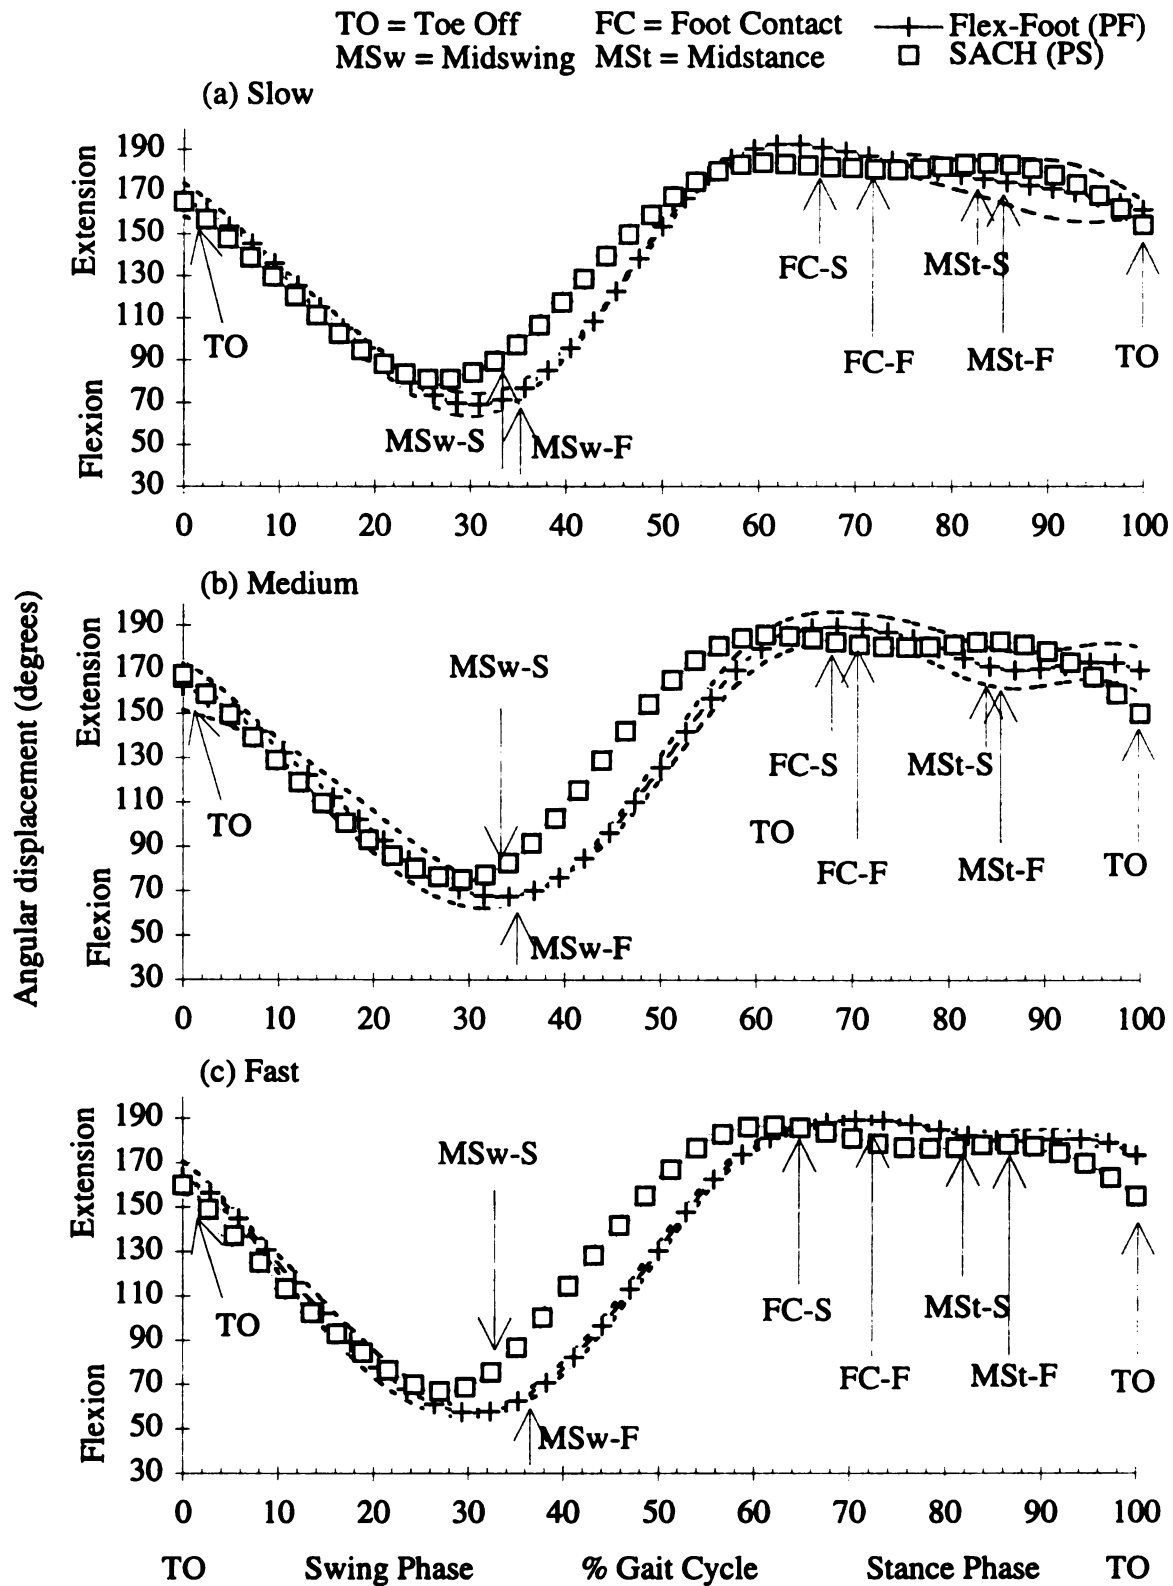 TO = Toe Off FC = Foot Contact Flex-Foot (PF)
MSw = Midswing MSt = Midstance SACH (PS)
(a) Slow
Extension
Flexion
190
170
150
130
110
90
70
50
30
TO
MSw-S
MSw-F
FC-S
FC-F
MSt-S
MSt-F
TO
0 10 20 30 40 50 60 70 80 90 100
Angular displacement (degrees)
(b) Medium
Extension
Flexion
190
170
150
130
110
90
70
50
30
TO
MSw-S
MSw-F
FC-S
TO
FC-F
MSt-S
MSt-F
TO
0 10 20 30 40 50 60 70 80 90 100
(c) Fast
Extension
Flexion
190
170
150
130
110
90
70
50
30
TO
MSw-S
MSw-F
FC-S
FC-F
MSt-S
MSt-F
TO
0 10 20 30 40 50 60 70 80 90 100
TO Swing Phase % Gait Cycle Stance Phase TO